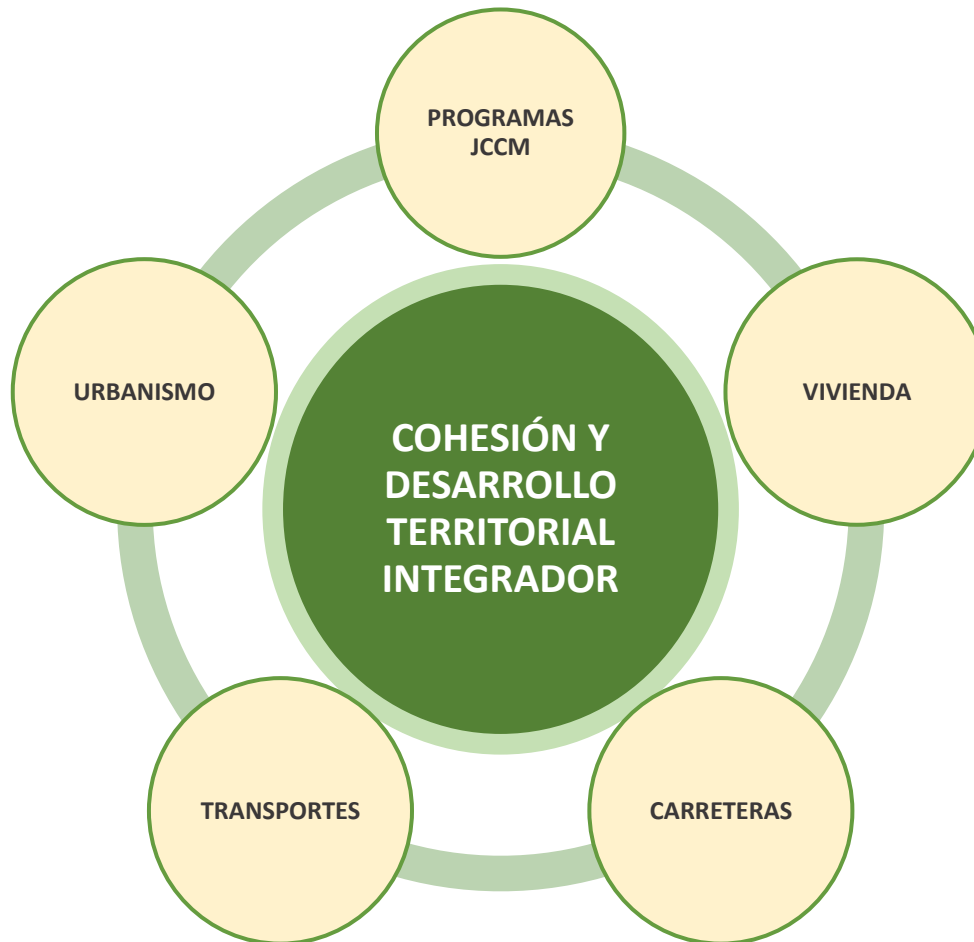 PROGRAMAS
JCCM
URBANISMO
VIVIENDA
COHESIÓN Y
DESARROLLO
TERRITORIAL
INTEGRADOR
TRANSPORTES
CARRETERAS